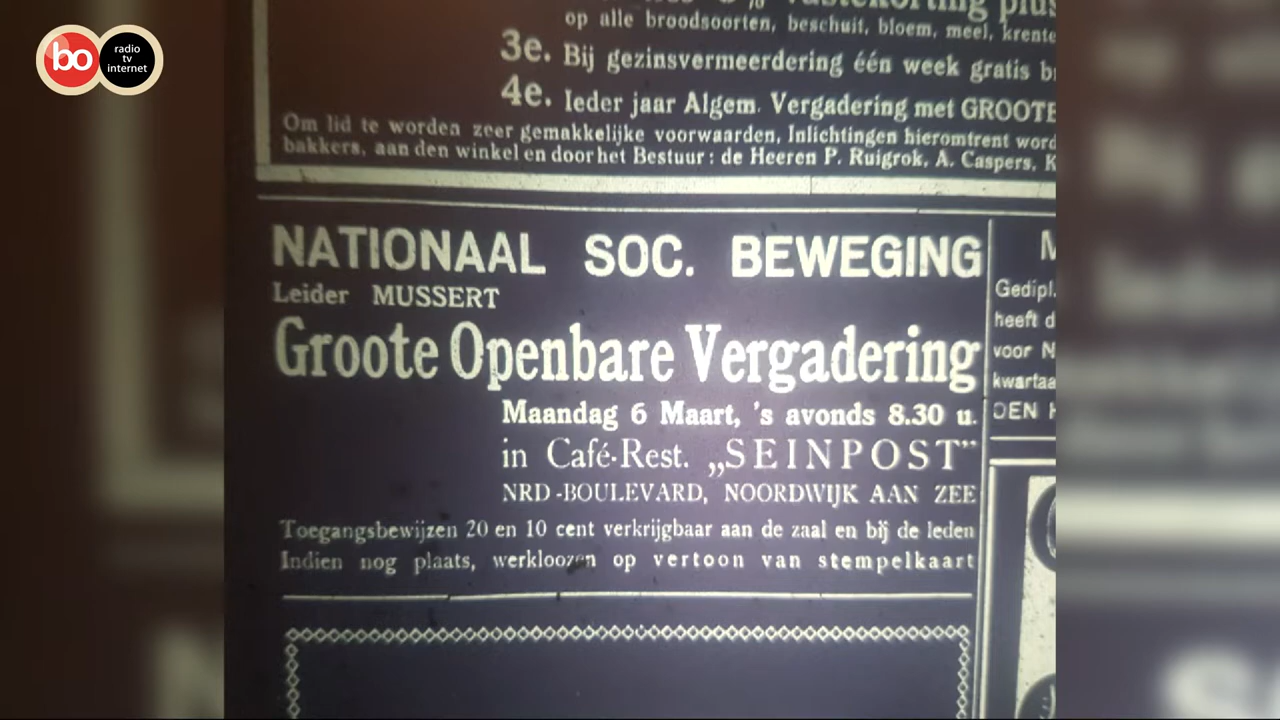 bo radio
tv
internet
op alle broodsoorten, beschuit, bloem, meel, krente
3e. Bij gezinsvermeerdering één week gratis b
4e. Ieder jaar Algem. Vergadering met GROOTE
Om lid te worden zeer gemakkelijke voorwaarden, Inlichtingen hieromtrent word
bakkers, aan den winkel en door het Bestuur: de Heeren P. Ruigrok, A. Caspers, K
NATIONAAL SOC. BEWEGING
Leider MUSSERT
Groote Openbare Vergadering
Maandag 6 Maart, 's avonds 8.30 u.
in Café-Rest. „SEINPOST”
NRD-BOULEVARD, NOORDWIJK AAN ZEE
Toegangsbewijzen 20 en 10 cent verkrijgbaar aan de zaal en bij de leden
Indien nog plaats, werkloozen op vertoon van stempelkaart
M
Gedipl.
heeft d
voor N
kwartaa
DEN H